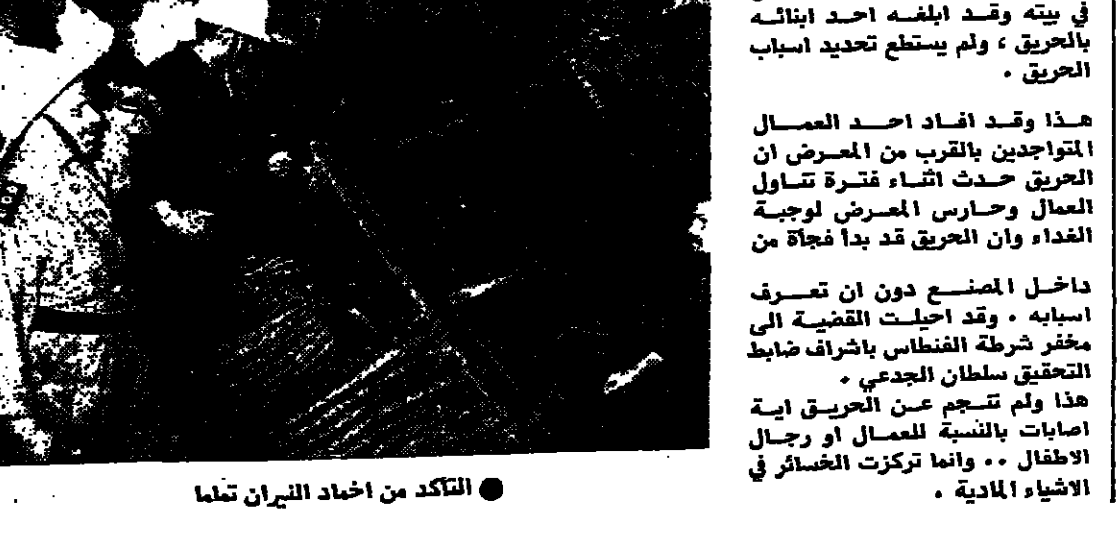 في بيته وقد ابلغه احد ابنائه
بالحريق ، ولم يستطع تحديد اسباب
الحريق .
هذا وقد افاد احد العمال
المتواجدين بالقرب من المعرض ان
الحريق حدث اثناء فترة تناول
العمال وحارس المعرض لوجبة
الغداء وان الحريق قد بدأ فجأة من
داخل المصنع دون ان تعرف
اسبابه . وقد احيلت القضية الى
مخفر شرطة الفنطاس باشراف ضابط
التحقيق سلطان الجدعي .
هذا ولم تنجم عن الحريق اية
اصابات بالنسبة للعمال او رجال
الاطفال .. وانما تركزت الخسائر في
الاشياء المادية .
● التأكد من اخماد النيران تماما